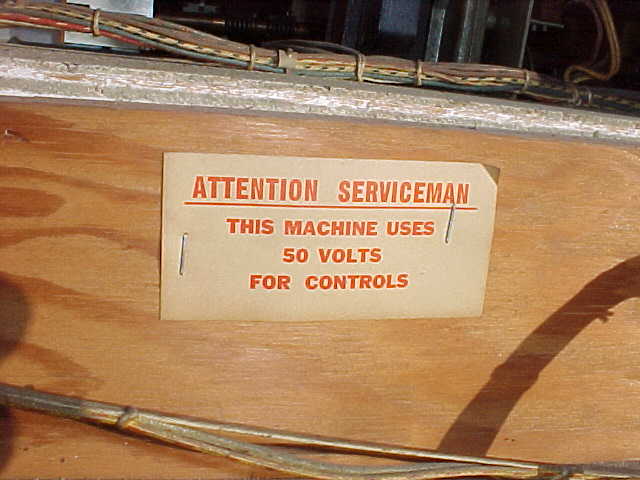 ATTENTION SERVICEMAN
THIS MACHINE USES
50 VOLTS
FOR CONTROLS